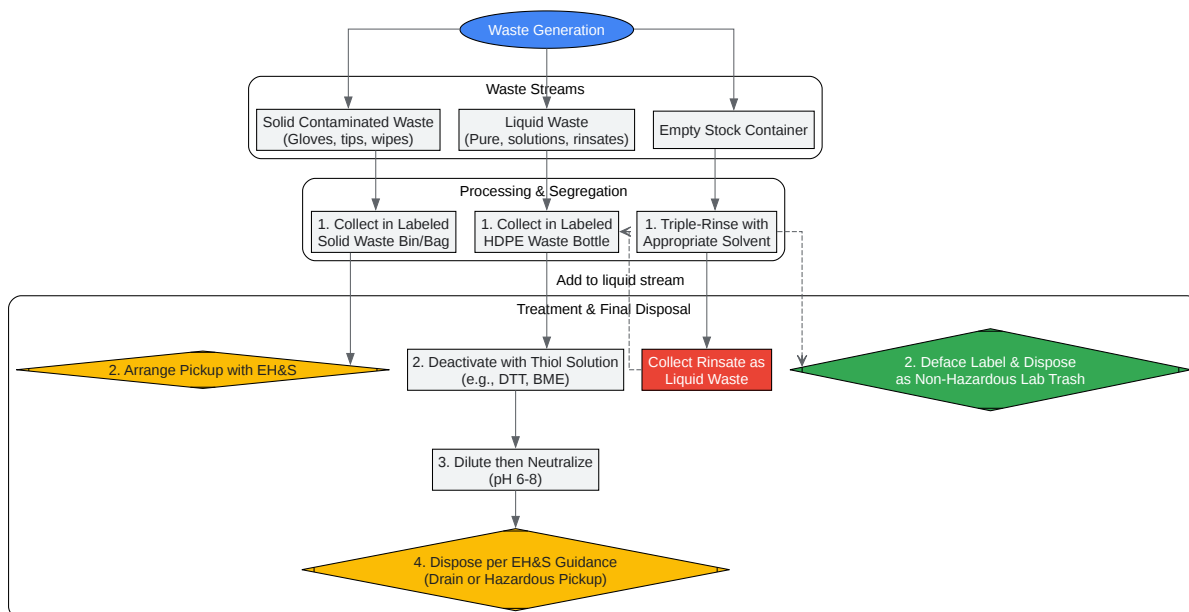 Waste Generation
Waste Streams
Solid Contaminated Waste
(Gloves, tips, wipes)
Liquid Waste
(Pure, solutions, rinsates)
Empty Stock Container
Processing & Segregation
1. Collect in Labeled
Solid Waste Bin/Bag
1. Collect in Labeled
HDPE Waste Bottle
1. Triple-Rinse with
Appropriate Solvent
Add to liquid stream
Treatment & Final Disposal
2. Arrange Pickup with EH&S
2. Deactivate with Thiol Solution
(e.g., DTT, BME)
Collect Rinsate as
Liquid Waste
2. Deface Label & Dispose
as Non-Hazardous Lab Trash
3. Dilute then Neutralize
(pH 6-8)
4. Dispose per EH&S Guidance
(Drain or Hazardous Pickup)